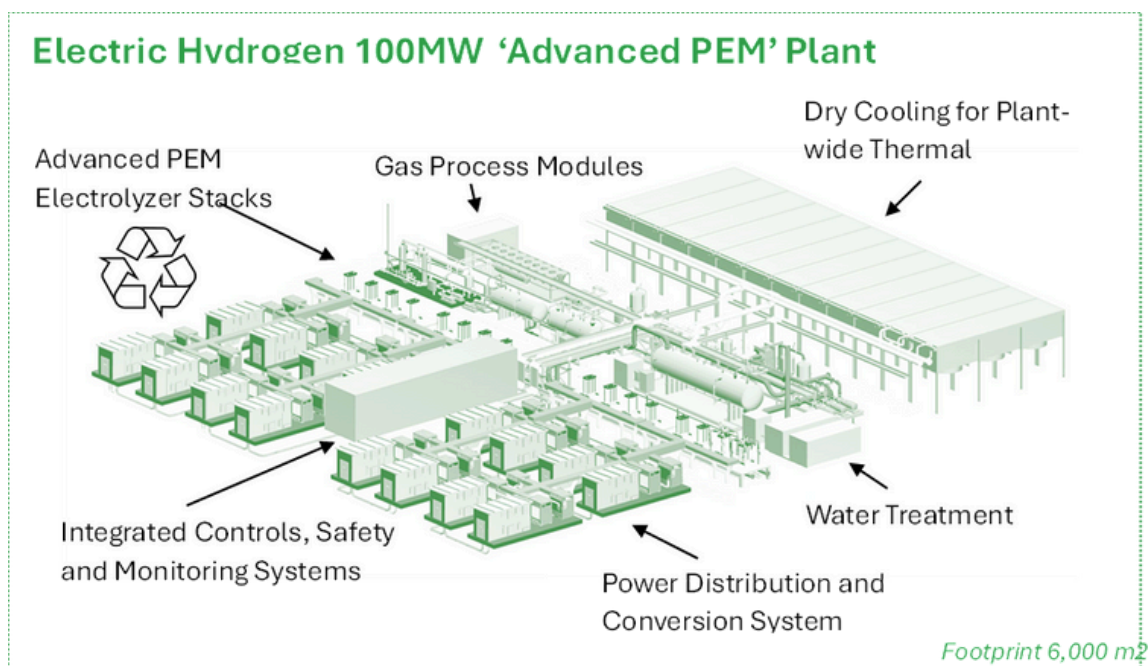 Electric Hydrogen 100MW ‘Advanced PEM’ Plant
Dry Cooling for Plant-
wide Thermal
Advanced PEM
Electrolyzer Stacks
Gas Process Modules
Integrated Controls, Safety
and Monitoring Systems
Water Treatment
Power Distribution and
Conversion System
Footprint 6,000 m2